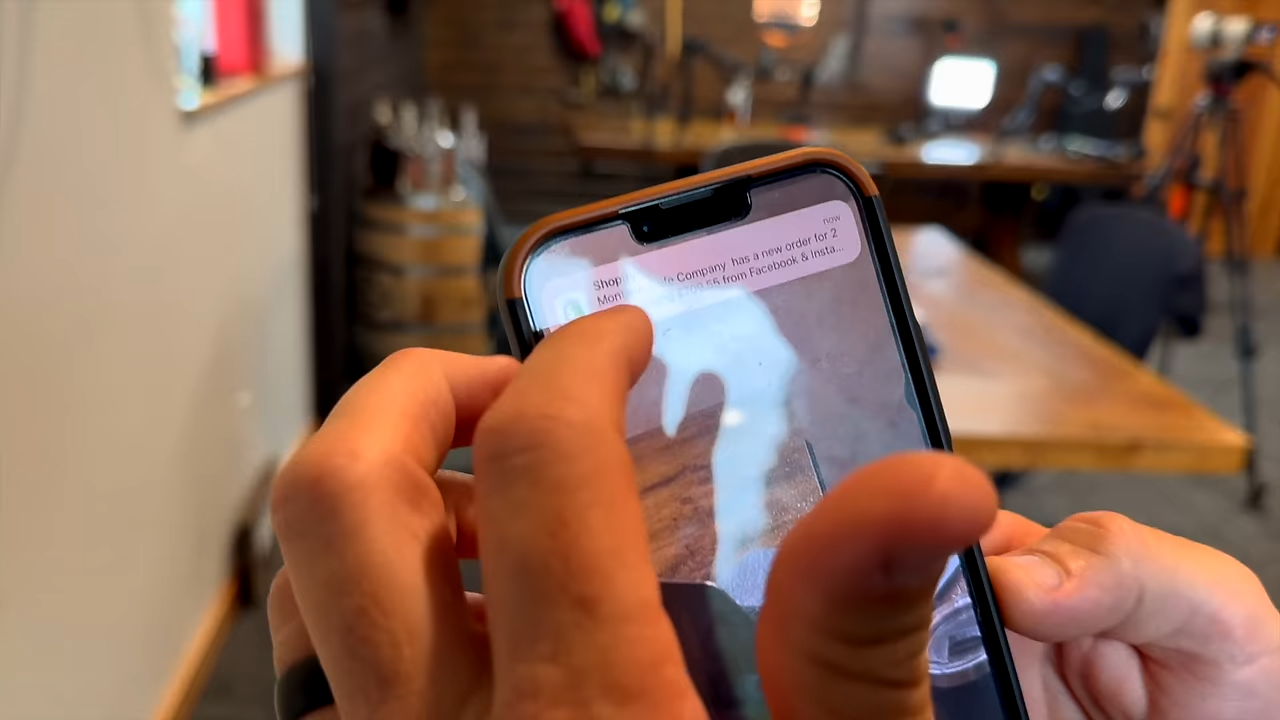 now
Shop Company has a new order for 2
from Facebook & Insta...